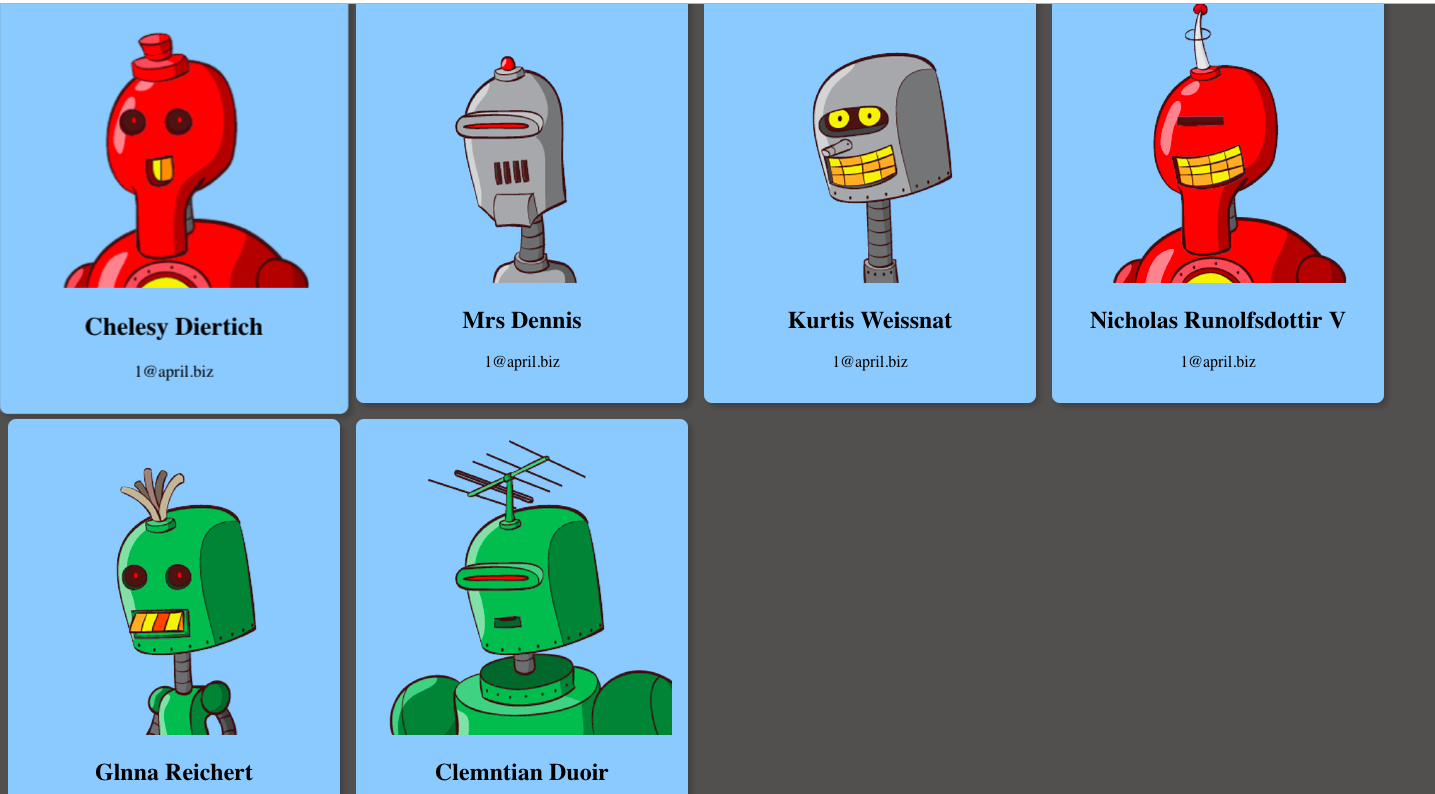 Chelesy Diertich
1@april.biz
Mrs Dennis
1@april.biz
Kurtis Weissnat
1@april.biz
Nicholas Runolfsdottir V
1@april.biz
Glnna Reichert
Clemntian Duoir